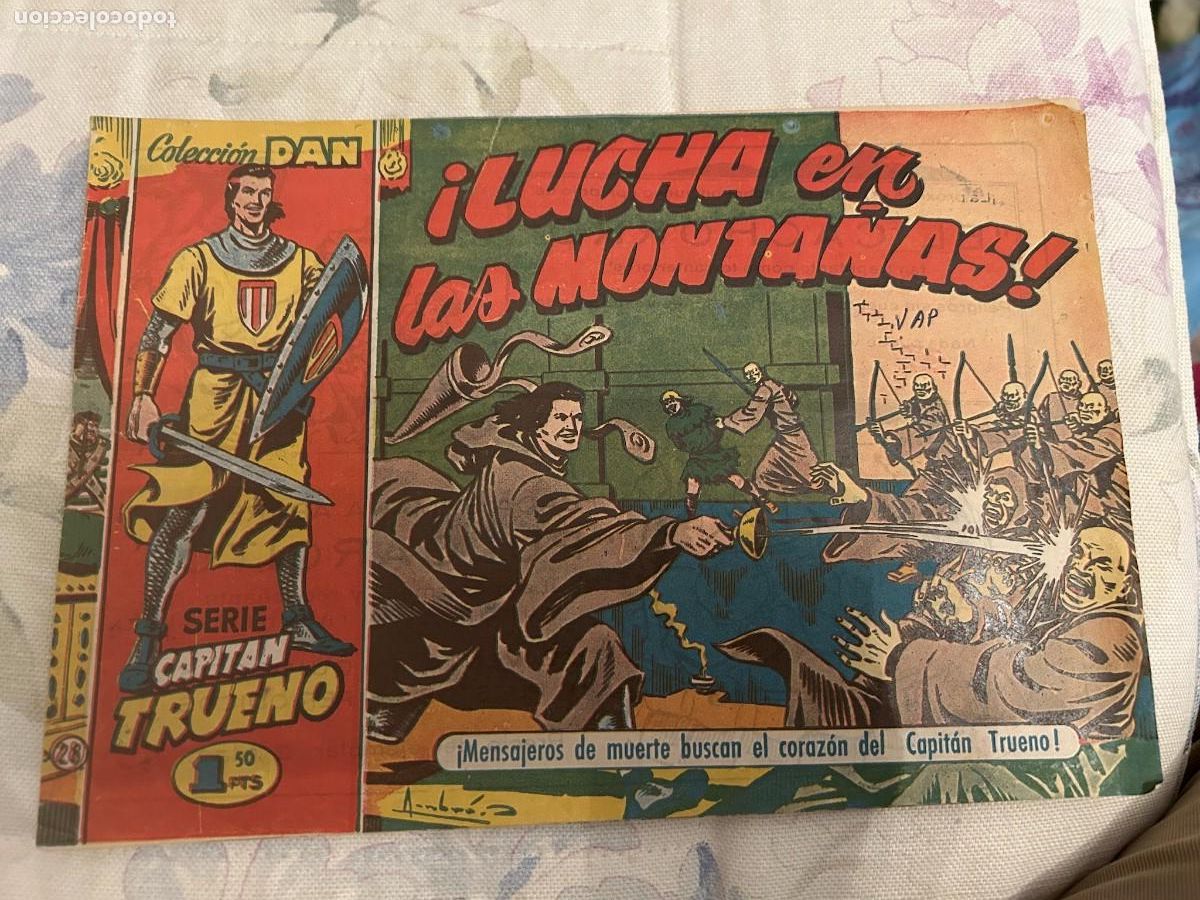 todocoleccion
Colección DAN
¡LUCHA en
las MONTAÑAS!
VAP
SERIE
CAPITAN
TRUENO
28
1 50
PTS
¡Mensajeros de muerte buscan el corazón del Capitán Trueno!
Ambrós